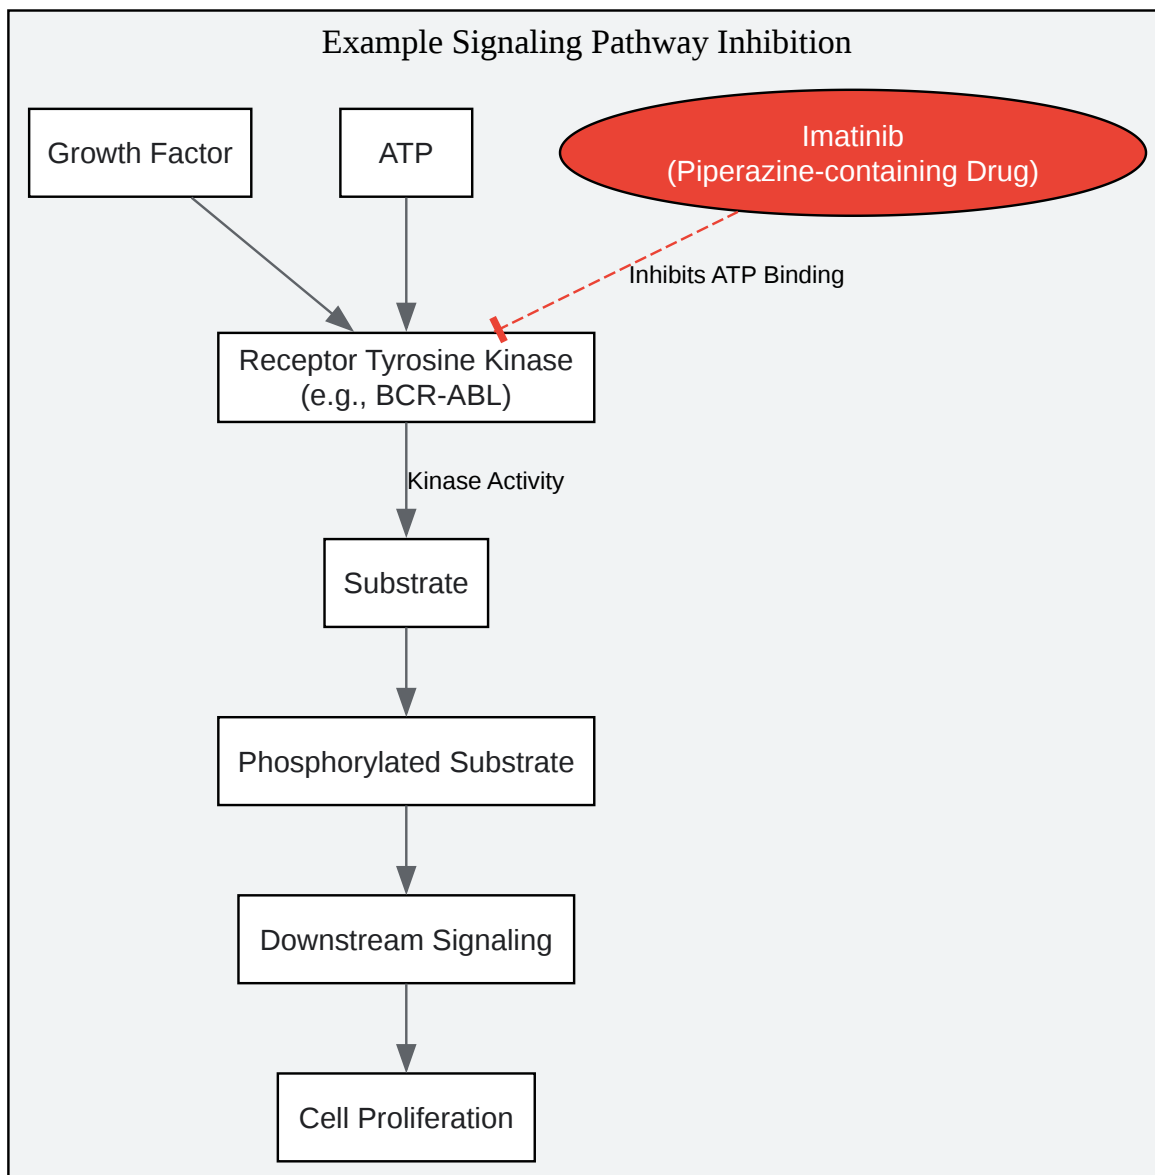 Example Signaling Pathway Inhibition
Growth Factor
ATP
Imatinib
(Piperazine-containing Drug)
Inhibits ATP Binding
Receptor Tyrosine Kinase
(e.g., BCR-ABL)
Kinase Activity
Substrate
Phosphorylated Substrate
Downstream Signaling
Cell Proliferation